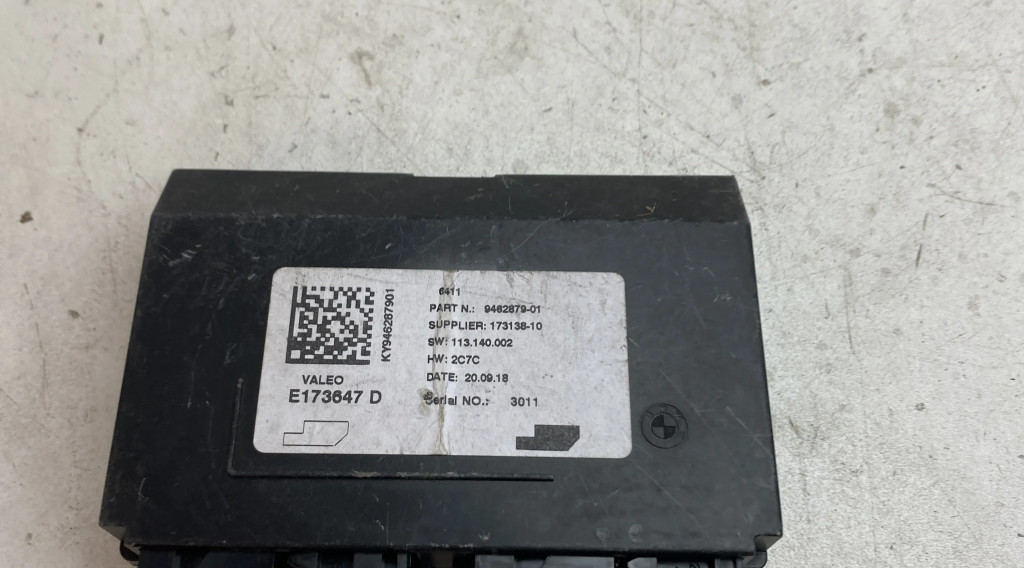 KY946287901
VALEO
E173647 D
6411
PART N.: 9462879-01
SUPPLIER: 173138-10
SW: 113.140.002
HW: 2C7C
DATE: 20.09.18
Serial NO.: 3011